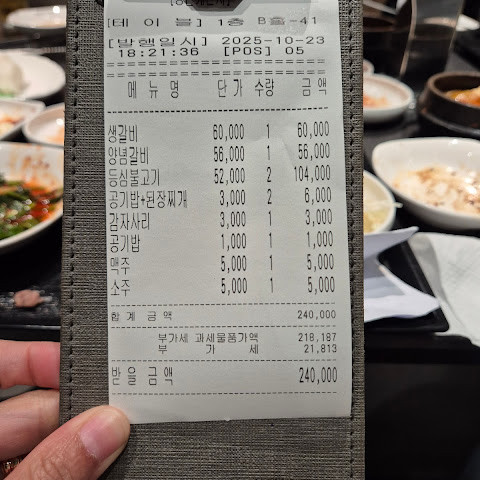 [테이블] 1층 B홀-41
[발행일시] 2025-10-23
18:21:36 [POS] 05
메뉴명 단가 수량 금액
생갈비 60,000 1 60,000
양념갈비 56,000 1 56,000
등심불고기 52,000 2 104,000
공기밥+된장찌개 3,000 2 6,000
감자사리 3,000 1 3,000
공기밥 1,000 1 1,000
맥주 5,000 1 5,000
소주 5,000 1 5,000
합계 금액 240,000
부가세 과세물품가액 218,187
부 가 세 21,813
받을 금액 240,000